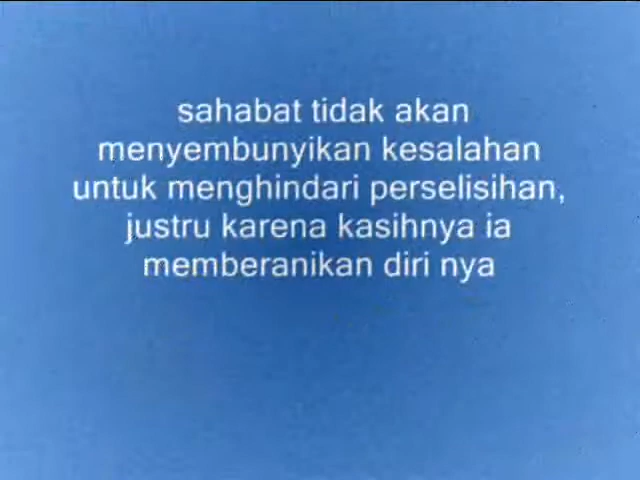 sahabat tidak akan
menyembunyikan kesalahan
untuk menghindari perselisihan,
justru karena kasihnya ia
memberanikan diri nya